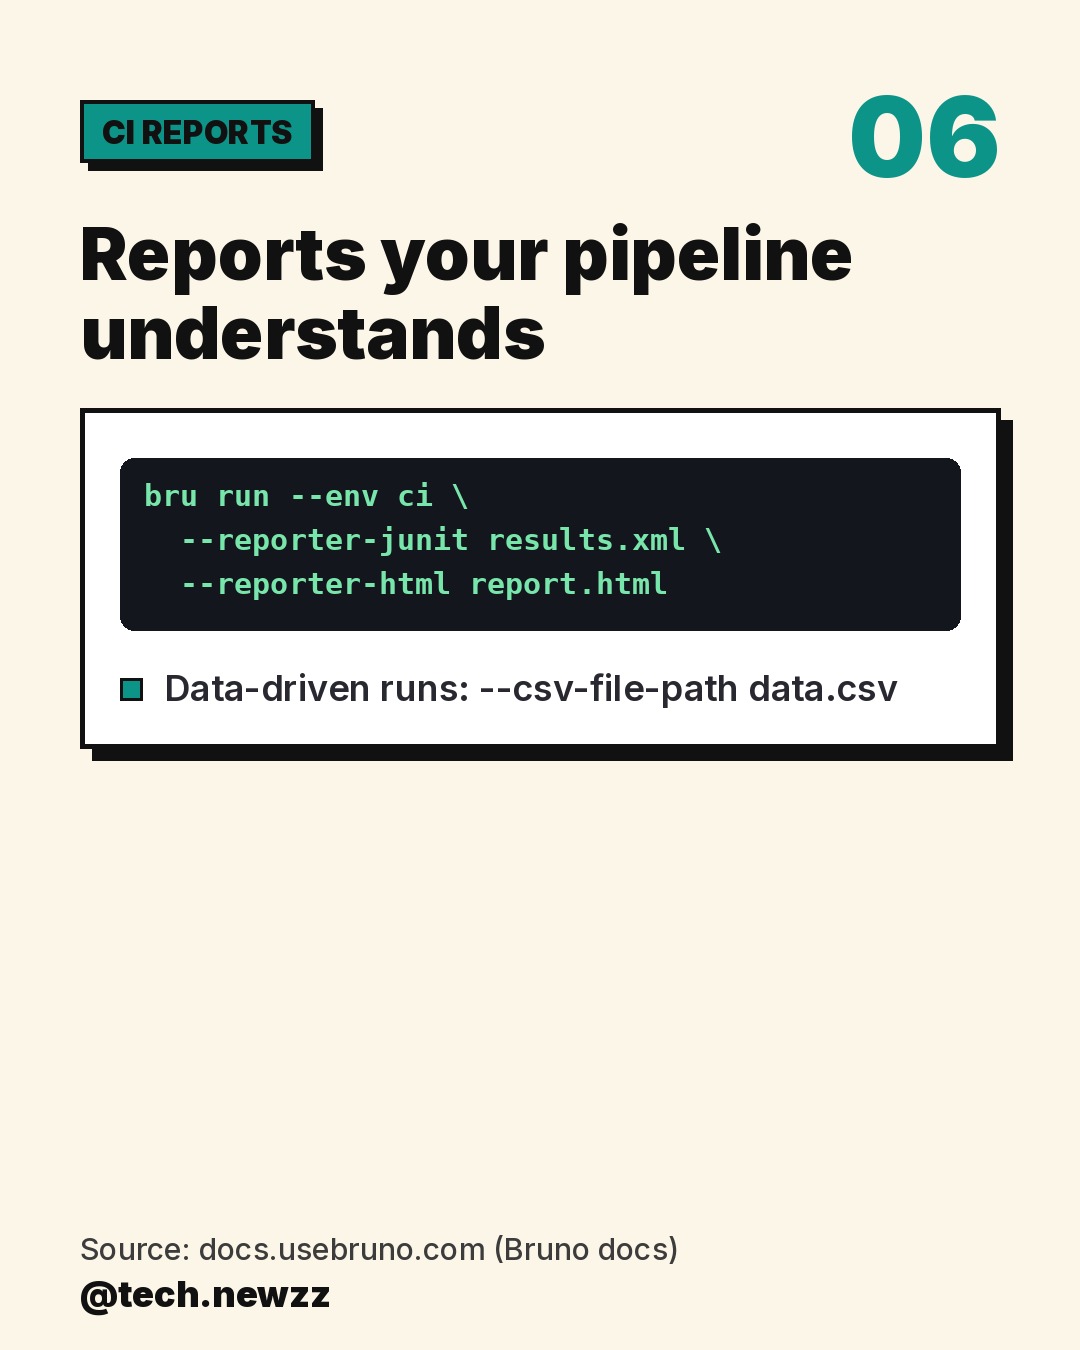 CI REPORTS
06
Reports your pipeline
understands
bru run --env ci \
  --reporter-junit results.xml \
  --reporter-html report.html
Data-driven runs: --csv-file-path data.csv
Source: docs.usebruno.com (Bruno docs)
@tech.newzz